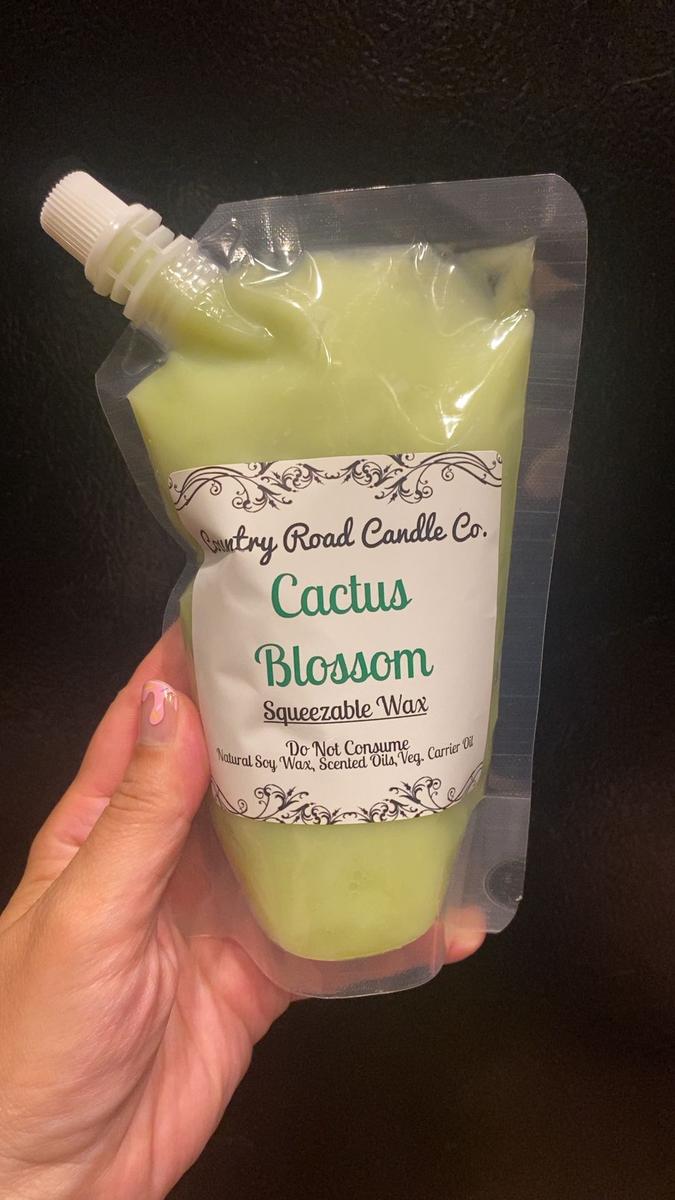 Country Road Candle Co.
Cactus
Blossom
Squeezable Wax
Do Not Consume
Natural Soy Wax, Scented Oils, Veg. Carrier Oil